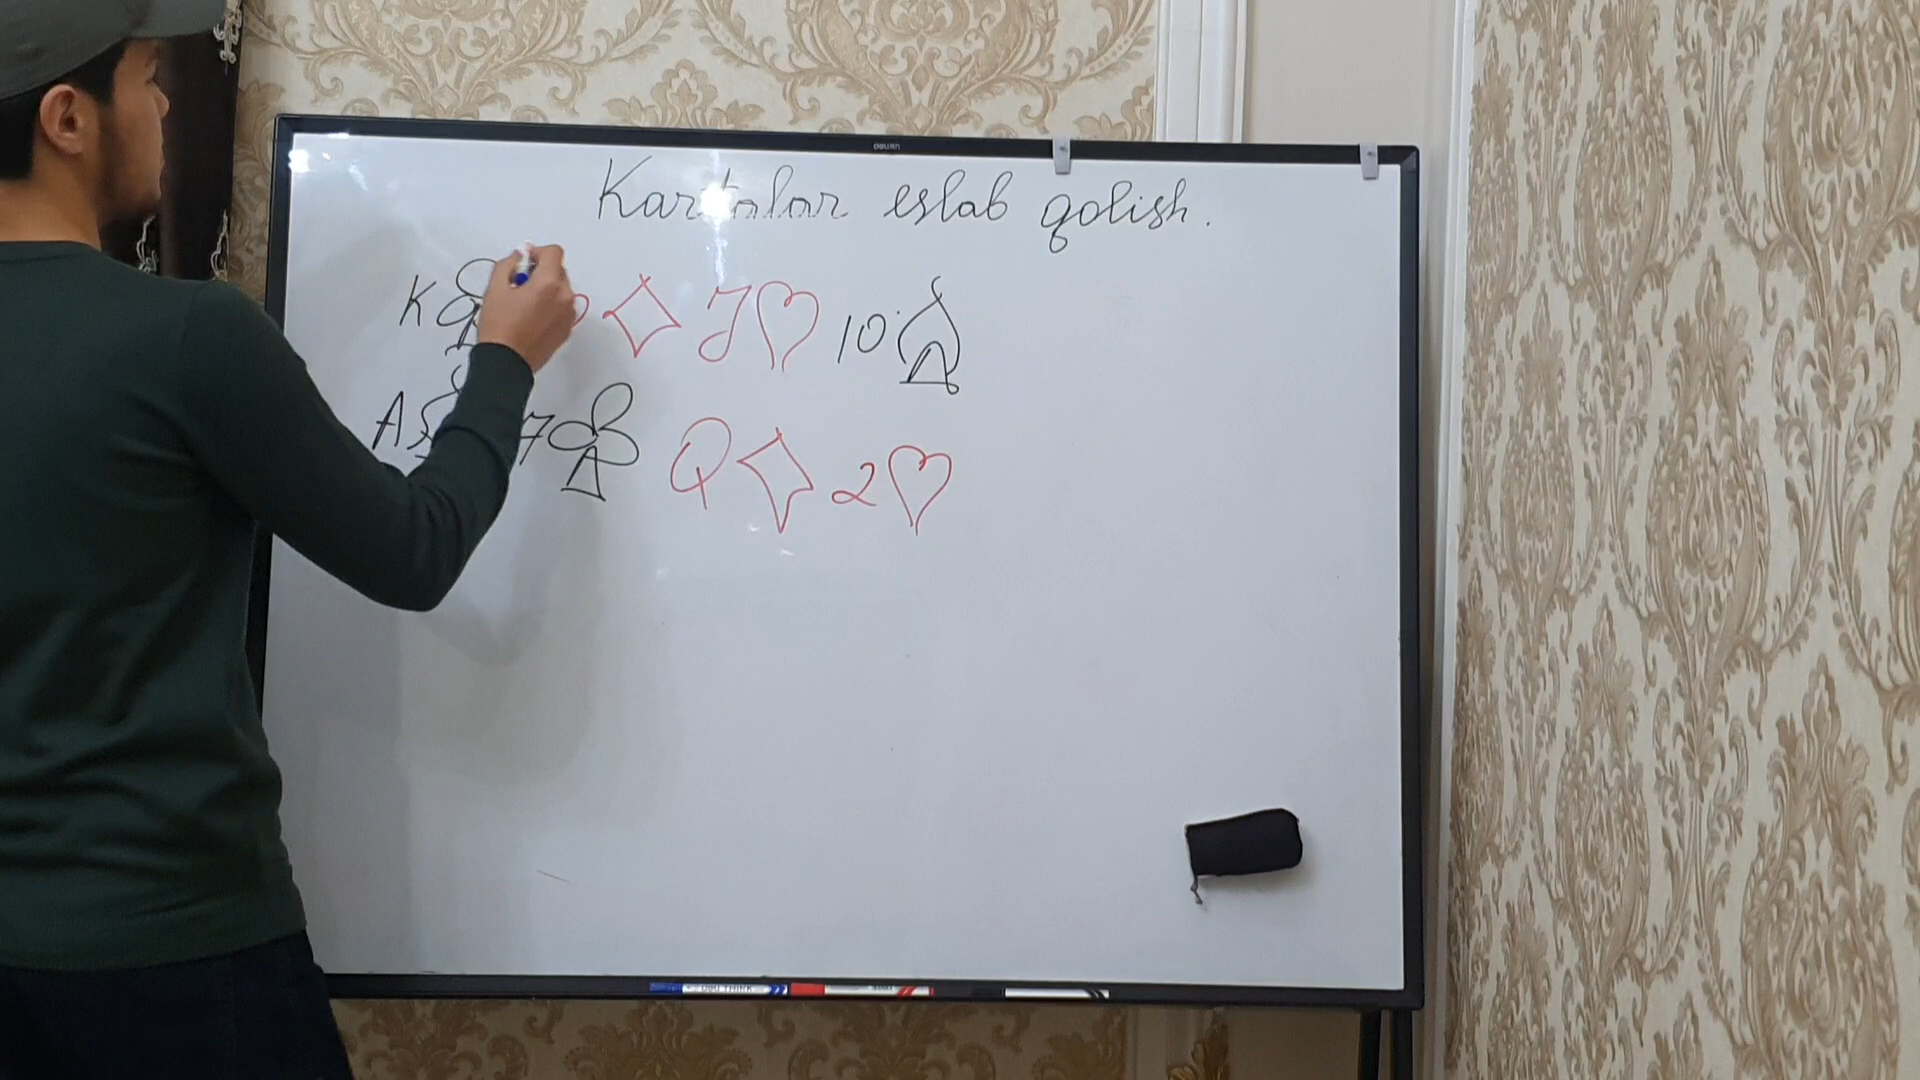 Kartalar eslab qolish.
K♣ ♢ J♡ 10♠
A 7♣ Q♢ 2♡